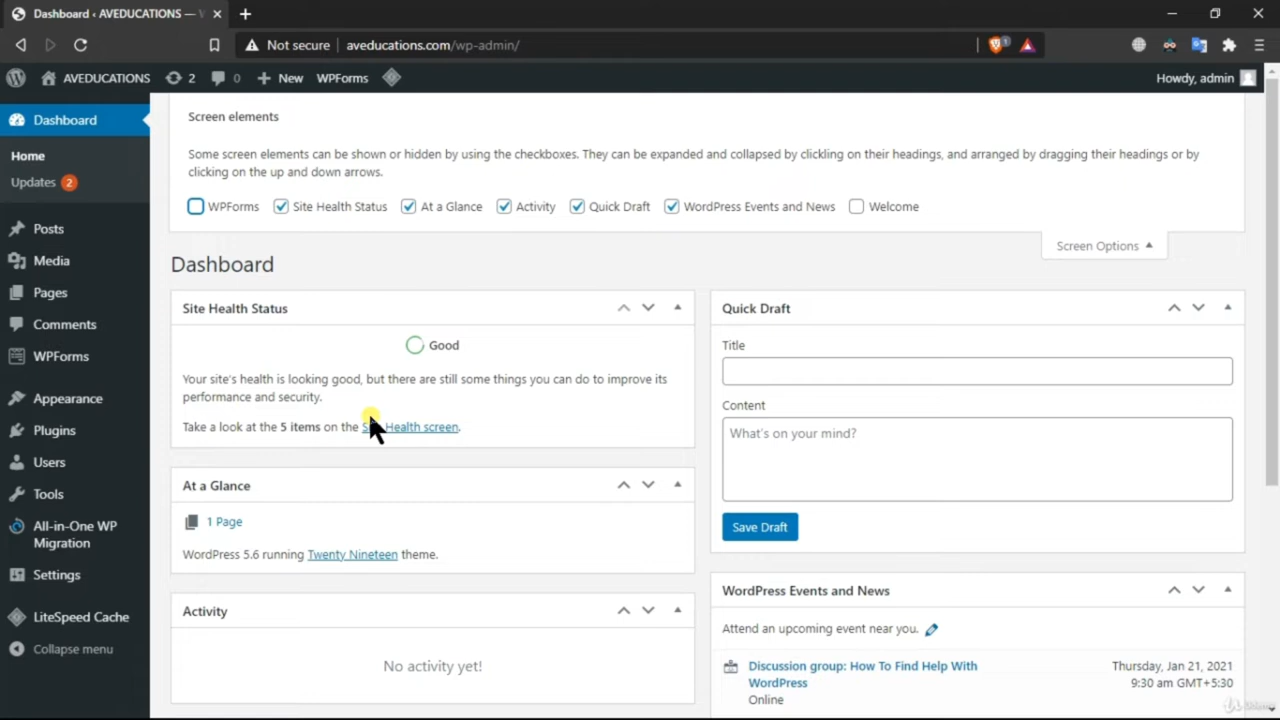 Dashboard ‹ AVEDUCATIONS —
Not secure aveducations.com/wp-admin/
AVEDUCATIONS 2 0 New WPForms Howdy, admin
Dashboard
Home
Updates 2
Posts
Media
Pages
Comments
WPForms
Appearance
Plugins
Users
Tools
All-in-One WP
Migration
Settings
LiteSpeed Cache
Collapse menu
Screen elements
Some screen elements can be shown or hidden by using the checkboxes. They can be expanded and collapsed by clickling on their headings, and arranged by dragging their headings or by
clicking on the up and down arrows.
WPForms Site Health Status At a Glance Activity Quick Draft WordPress Events and News Welcome
Screen Options
Dashboard
Site Health Status
Good
Your site's health is looking good, but there are still some things you can do to improve its
performance and security.
Take a look at the 5 items on the Health screen.
At a Glance
1 Page
WordPress 5.6 running Twenty Nineteen theme.
Activity
No activity yet!
Quick Draft
Title
Content
What's on your mind?
Save Draft
WordPress Events and News
Attend an upcoming event near you.
Discussion group: How To Find Help With
WordPress
Online
Thursday, Jan 21, 2021
9:30 am GMT+5:30